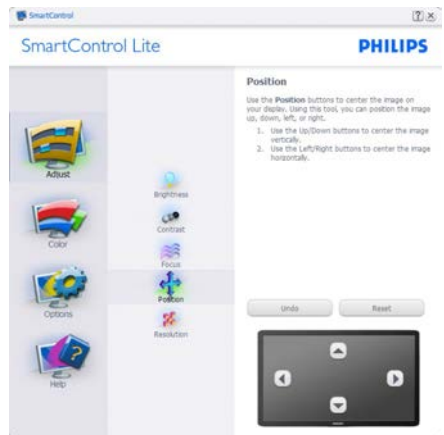 SmartControl
SmartControl Lite
PHILIPS
Adjust
Color
Options
Help
Brightness
Contrast
Focus
Position
Resolution
Position
Use the Position buttons to center the image on
your display. Using this tool, you can position the image
up, down, left, or right.
1. Use the Up/Down buttons to center the image
vertically.
2. Use the Left/Right buttons to center the image
horizontally.
Undo
Reset